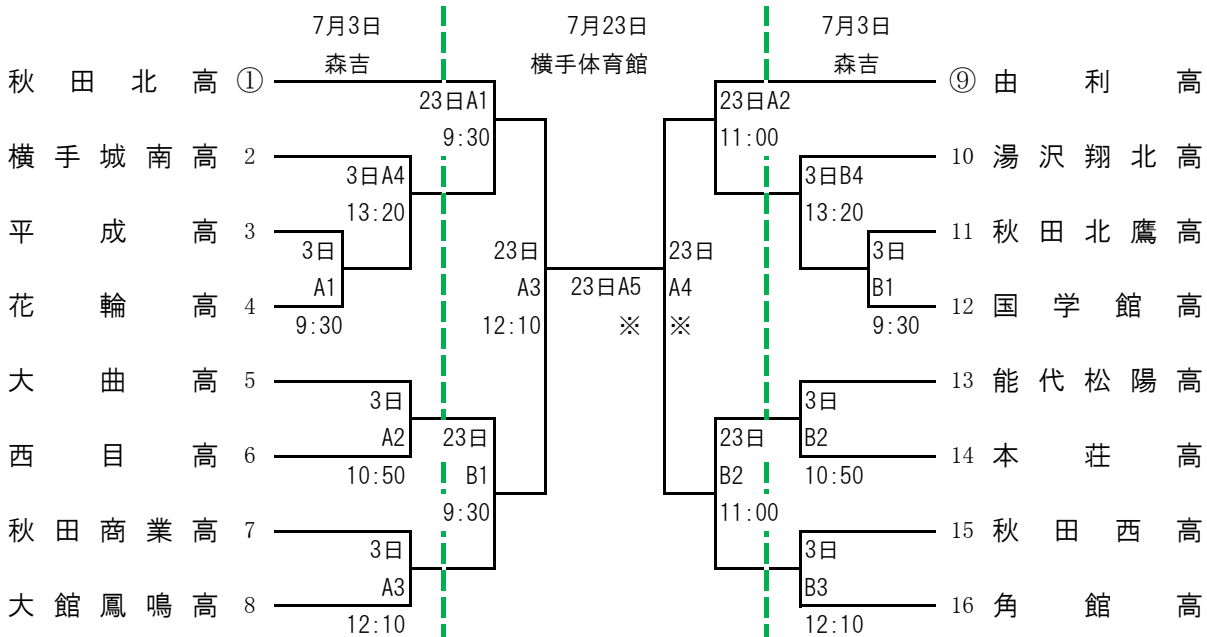 7月3日 7月23日 7月3日
森吉 横手体育館 森吉
秋田北高 ① ⑨ 由利高
23日A1 23日A2
9:30 11:00
横手城南高 2 10 湯沢翔北高
3日A4 3日B4
13:20 13:20
平成高 3 11 秋田北鷹高
3日 23日 23日 3日
A1 A3 23日A5 A4 B1
花輪高 4 12 国学館高
9:30 12:10 ※ ※ 9:30
大曲高 5 13 能代松陽高
3日 3日
A2 23日 23日 B2
西目高 6 14 本荘高
10:50 B1 B2 10:50
9:30 11:00
秋田商業高 7 15 秋田西高
3日 3日
A3 B3
大館鳳鳴高 8 16 角館高
12:10 12:10